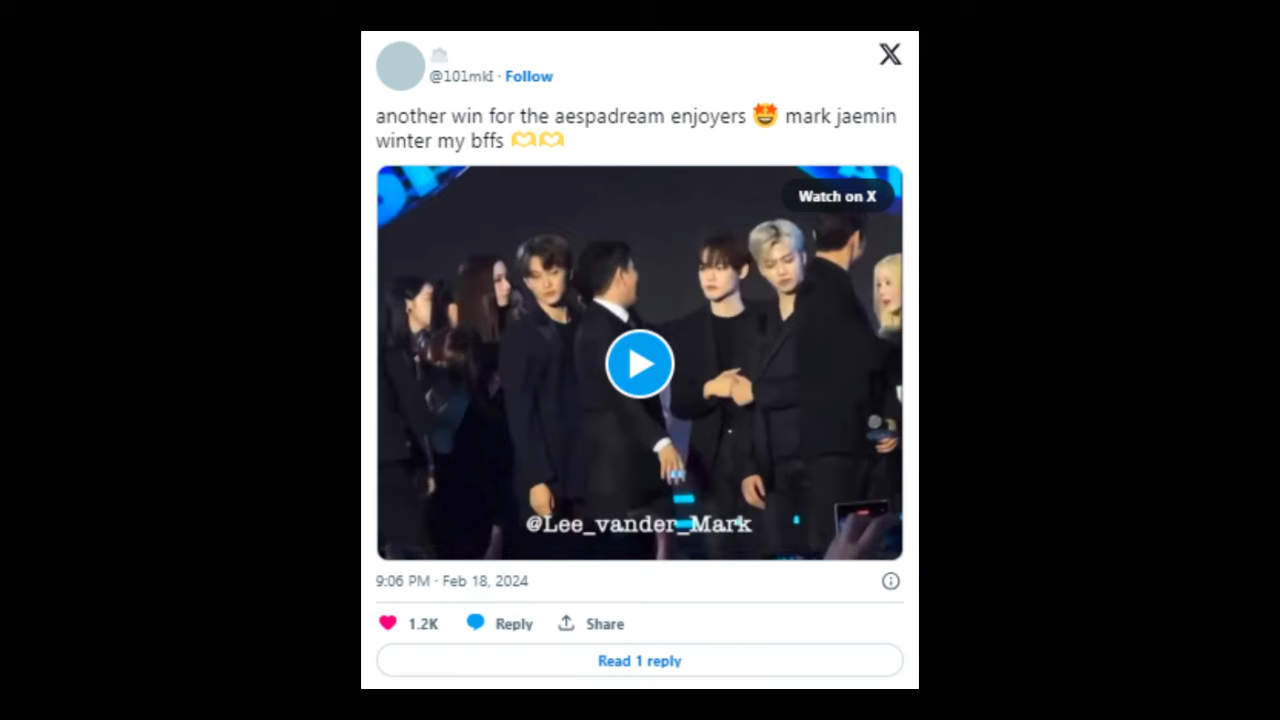 @101mkl · Follow
another win for the aespadream enjoyers 🤩 mark jaemin
winter my bffs 🫶🫶
Watch on X
@Lee_vander_Mark
9:06 PM · Feb 18, 2024
1.2K Reply Share
Read 1 reply